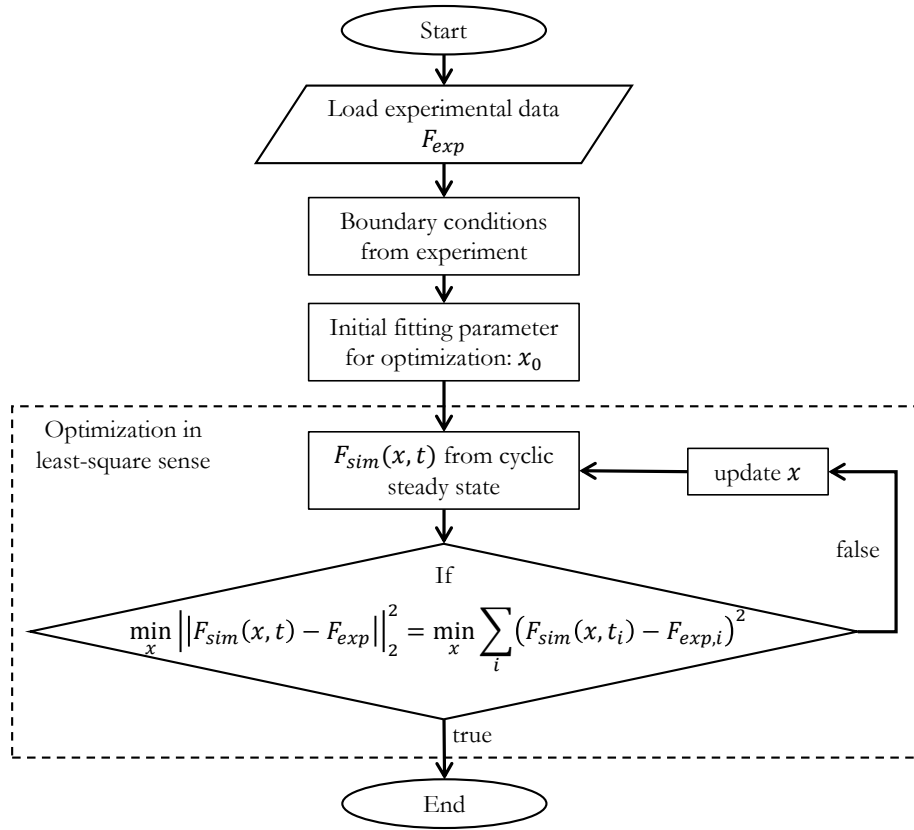 Start
Load experimental data
F_exp
Boundary conditions
from experiment
Initial fitting parameter
for optimization: x_0
Optimization in
least-square sense
F_sim(x, t) from cyclic
steady state
update x
false
If
min_x ||F_sim(x, t) − F_exp||_2^2 = min_x ∑_i (F_sim(x, t_i) − F_exp,i)^2
true
End